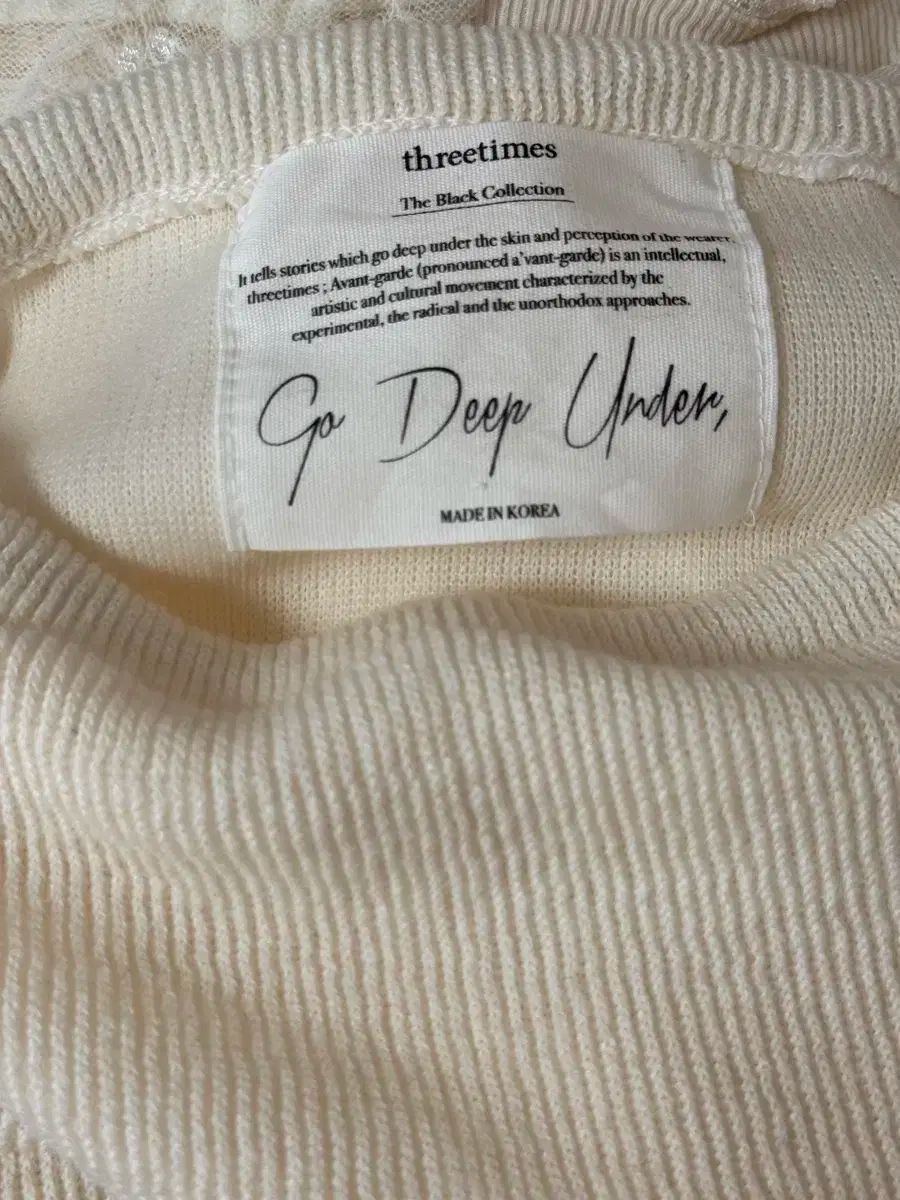 threetimes
The Black Collection
It tells stories which go deep under the skin and perception of the wearer.
threetimes ; Avant-garde (pronounced a'vant-garde) is an intellectual,
artistic and cultural movement characterized by the
experimental, the radical and the unorthodox approaches.
Go Deep Under,
MADE IN KOREA